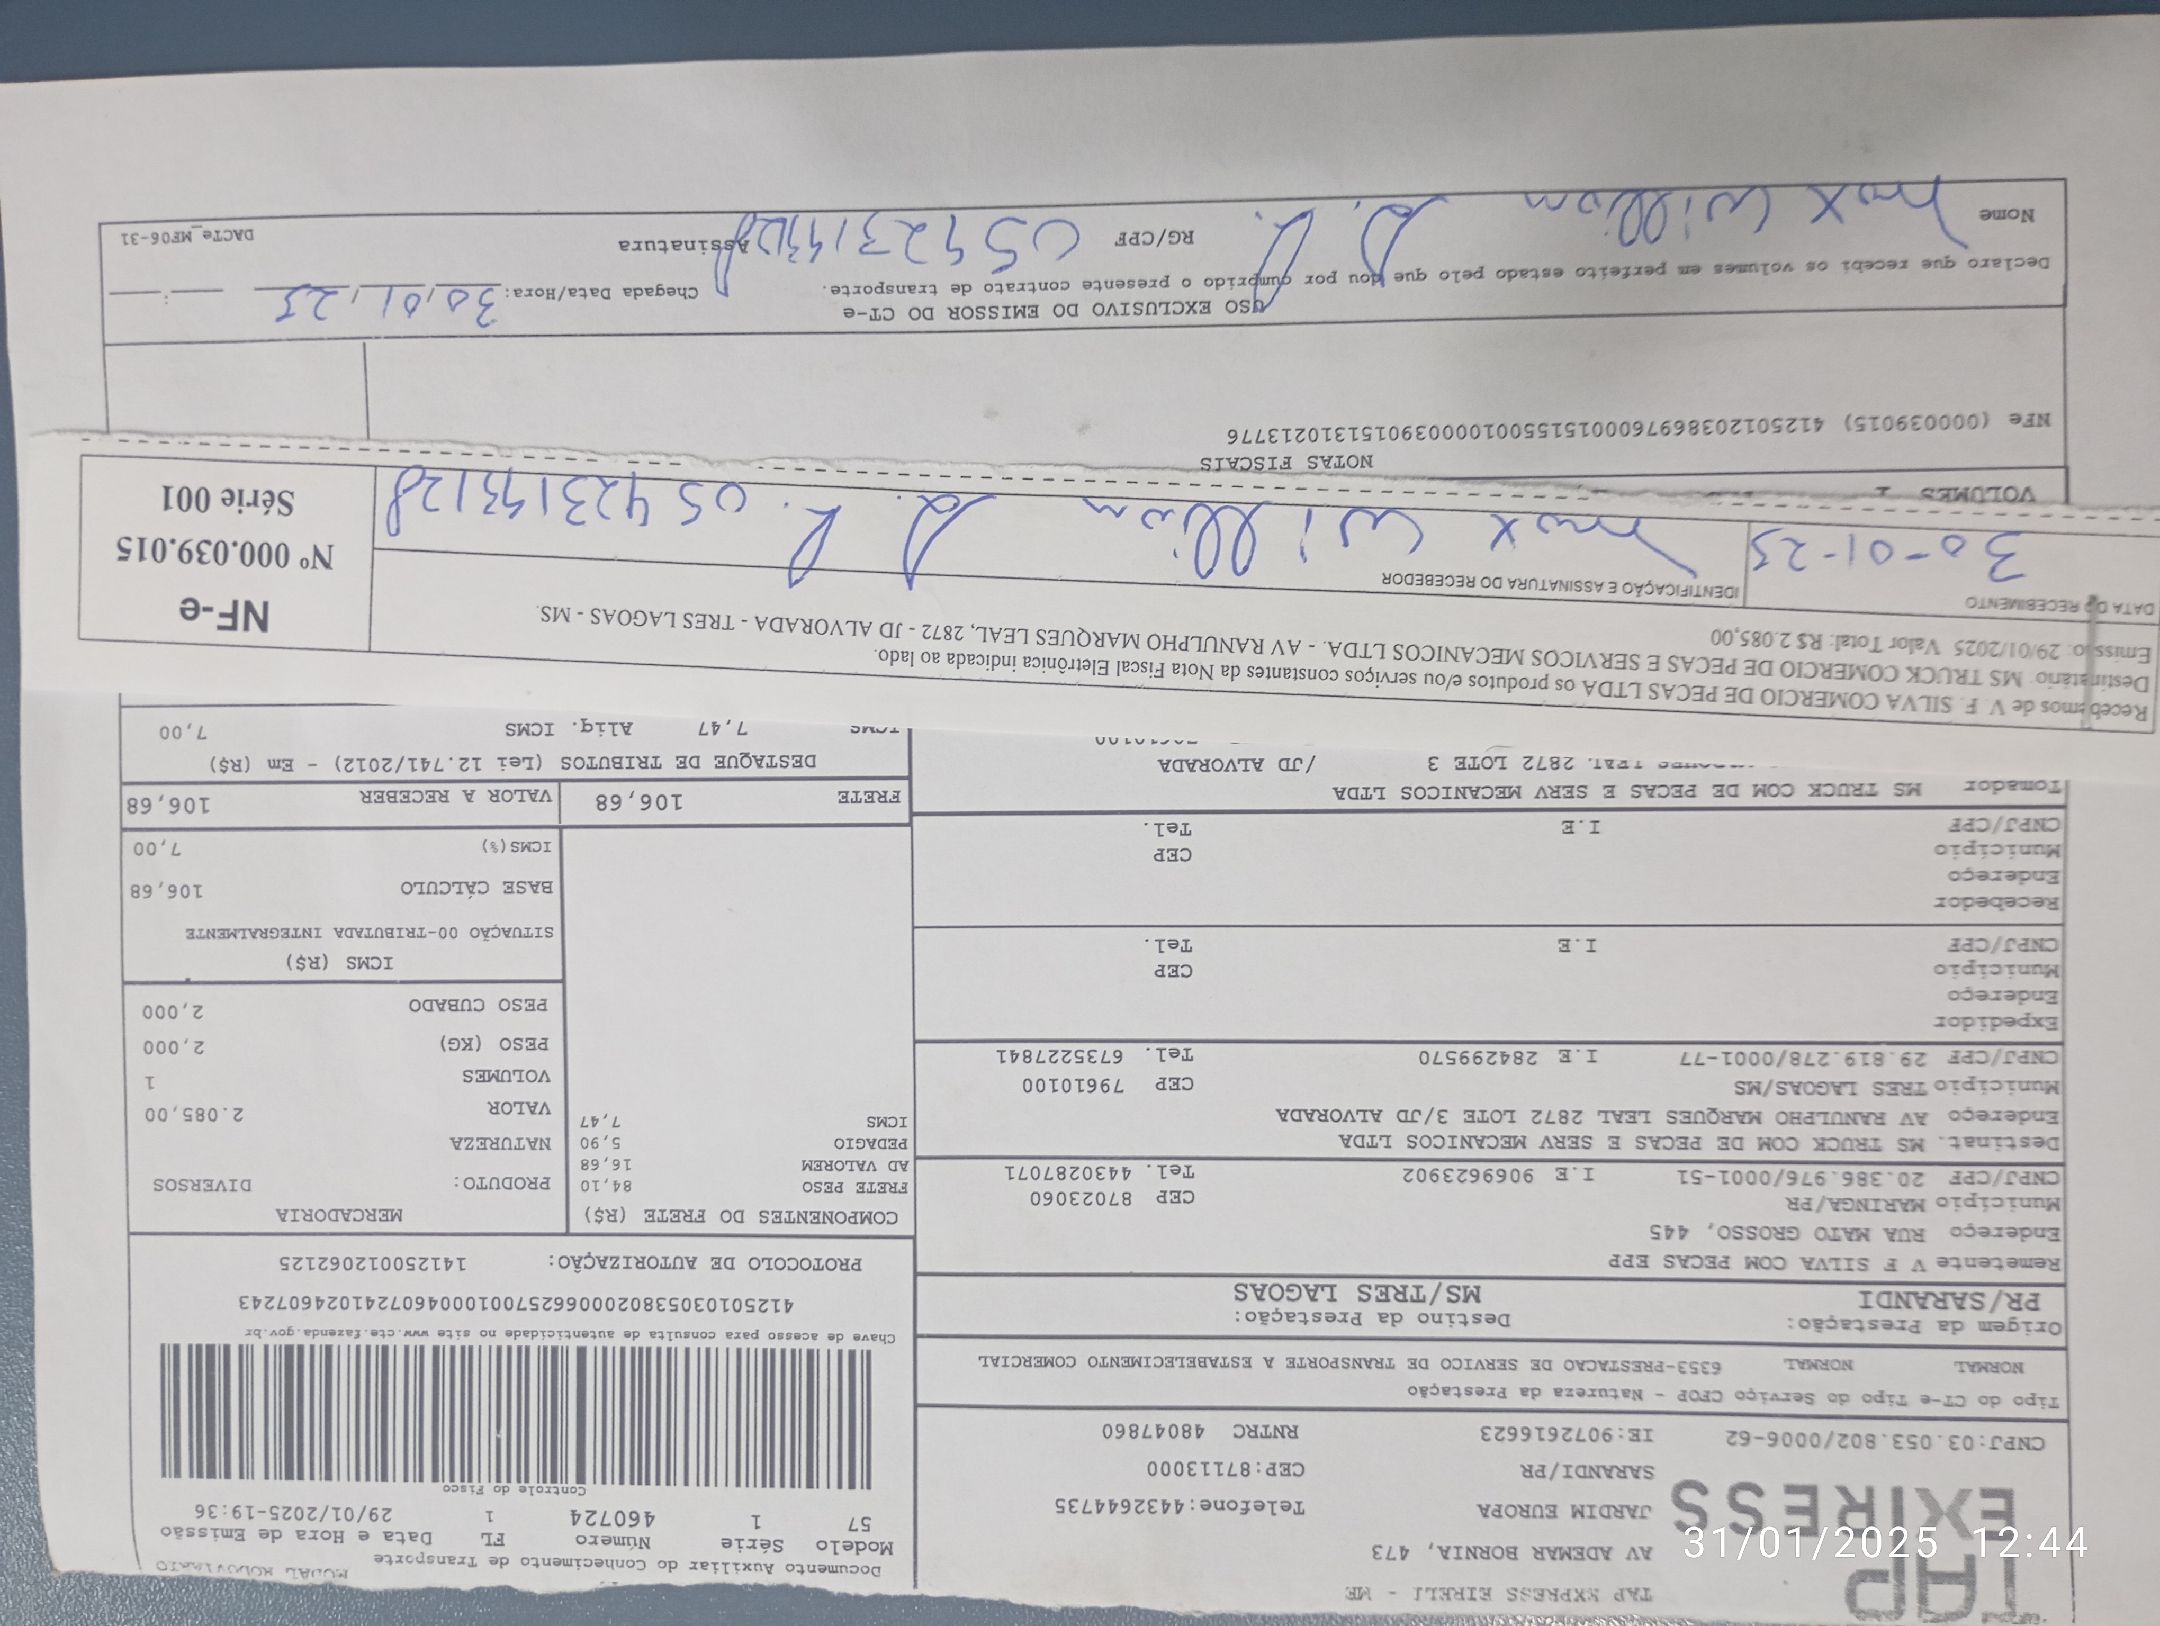 TAP
EXPRESS
TAP EXPRESS EIRELI - ME
AV ADEMAR BORNIA, 473
JARDIM EUROPA Telefone:4432644735
SARANDI/PR CEP:87113000
CNPJ:03.053.802/0006-62 IE:9072616623 RNTRC 48047860
Documento Auxiliar do Conhecimento de Transporte MODAL RODOVIARIO
Modelo Série Número FL Data e Hora de Emissão
57 1 460724 1 29/01/2025-19:36
Controle do Fisco
Chave de acesso para consulta de autenticidade no site www.cte.fazenda.gov.br
41250103053802000662570010004607241024607243
PROTOCOLO DE AUTORIZAÇÃO: 141250012062125
Tipo do CT-e Tipo do Serviço CFOP - Natureza da Prestação
NORMAL NORMAL 6353-PRESTACAO DE SERVICO DE TRANSPORTE A ESTABELECIMENTO COMERCIAL
Origem da Prestação: Destino da Prestação:
PR/SARANDI MS/TRES LAGOAS
Remetente V F SILVA COM PECAS EPP
Endereço RUA MATO GROSSO, 445
Município MARINGA/PR CEP 87023060
CNPJ/CPF 20.386.976/0001-51 I.E 9069623902 Tel. 4430287071
Destinat. MS TRUCK COM DE PECAS E SERV MECANICOS LTDA
Endereço AV RANULPHO MARQUES LEAL 2872 LOTE 3/JD ALVORADA
Município TRES LAGOAS/MS CEP 79610100
CNPJ/CPF 29.819.278/0001-77 I.E 284299570 Tel. 6735227841
Expedidor
Endereço
Município CEP
CNPJ/CPF I.E Tel.
Recebedor
Endereço
Município CEP
CNPJ/CPF I.E Tel.
Tomador MS TRUCK COM DE PECAS E SERV MECANICOS LTDA
LEAL 2872 LOTE 3 /JD ALVORADA
COMPONENTES DO FRETE (R$)
FRETE PESO 84,10
AD VALOREM 16,68
PEDAGIO 5,90
ICMS 7,47
MERCADORIA
PRODUTO: DIVERSOS
NATUREZA
VALOR 2.085,00
VOLUMES 1
PESO (KG) 2,000
PESO CUBADO 2,000
ICMS (R$)
SITUAÇÃO 00-TRIBUTADA INTEGRALMENTE
BASE CÁLCULO 106,68
ICMS(%) 7,00
FRETE 106,68 VALOR A RECEBER 106,68
DESTAQUE DE TRIBUTOS (Lei 12.741/2012) - Em (R$)
ICMS 7,47 Aliq. ICMS 7,00
Recebemos de V. F. SILVA COMERCIO DE PECAS LTDA os produtos e/ou serviços constantes da Nota Fiscal Eletrônica indicada ao lado.
Destinatário: MS TRUCK COMERCIO DE PECAS E SERVICOS MECANICOS LTDA. - AV RANULPHO MARQUES LEAL, 2872 - JD ALVORADA - TRES LAGOAS - MS.
Emissão: 29/01/2025 Valor Total: R$ 2.085,00
DATA DO RECEBIMENTO IDENTIFICAÇÃO E ASSINATURA DO RECEBEDOR
30-01-25 max William D. R. 05423193128
NF-e
Nº 000.039.015
Série 001
VOLUMES 1
NOTAS FISCAIS
NFe (000039015) 41250120386976000151550010000390151310213776
USO EXCLUSIVO DO EMISSOR DO CT-e
Declaro que recebi os volumes em perfeito estado pelo que dou por cumprido o presente contrato de transporte. Chegada Data/Hora: 30/01/25 :
Nome max William D. R. RG/CPF 05423193128 Assinatura
DACTe_MF06-31
31/01/2025 12:44